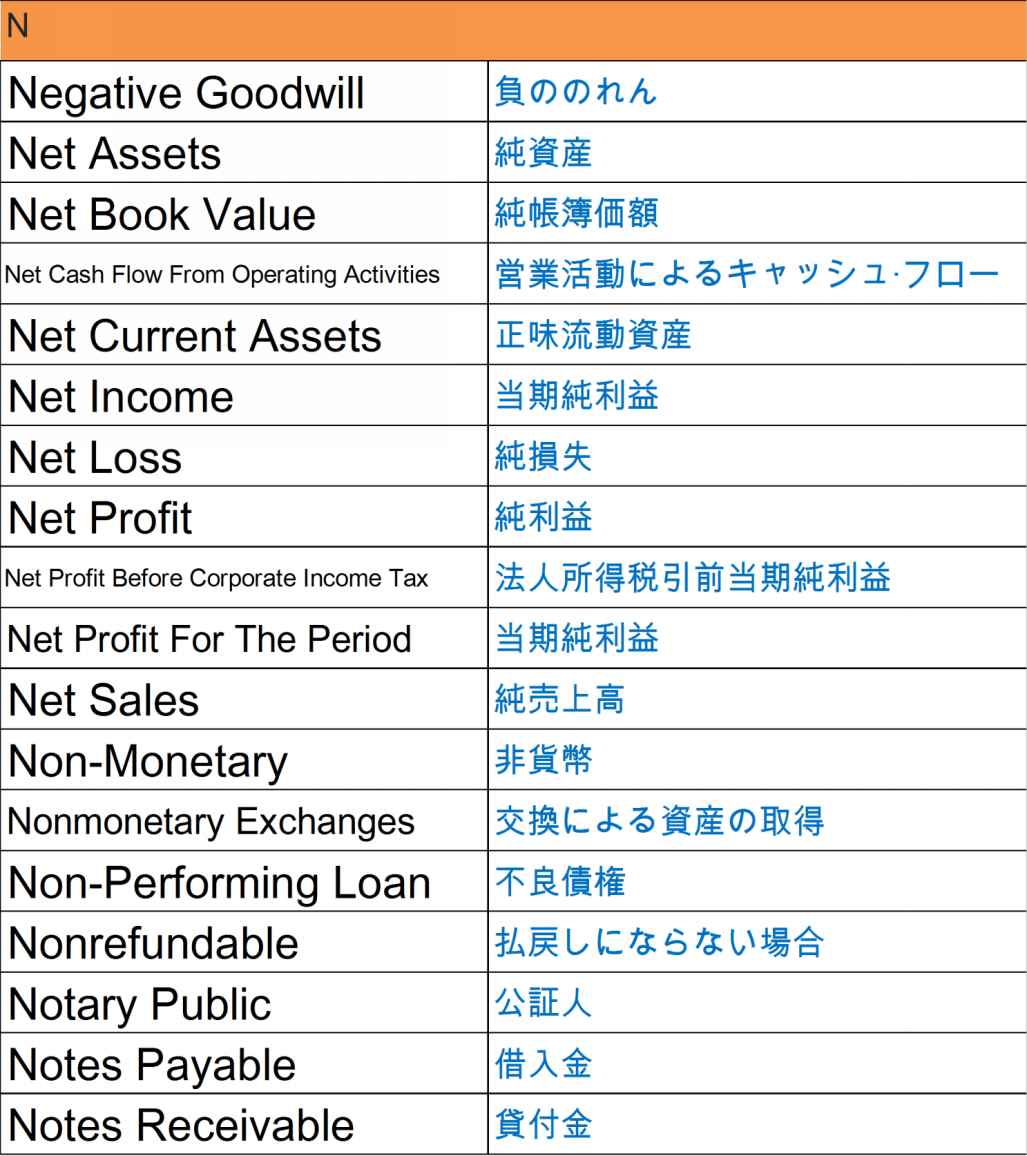 N
Negative Goodwill 負ののれん
Net Assets 純資産
Net Book Value 純帳簿価額
Net Cash Flow From Operating Activities 営業活動によるキャッシュ·フロー
Net Current Assets 正味流動資産
Net Income 当期純利益
Net Loss 純損失
Net Profit 純利益
Net Profit Before Corporate Income Tax 法人所得税引前当期純利益
Net Profit For The Period 当期純利益
Net Sales 純売上高
Non-Monetary 非貨幣
Nonmonetary Exchanges 交換による資産の取得
Non-Performing Loan 不良債権
Nonrefundable 払戻しにならない場合
Notary Public 公証人
Notes Payable 借入金
Notes Receivable 貸付金